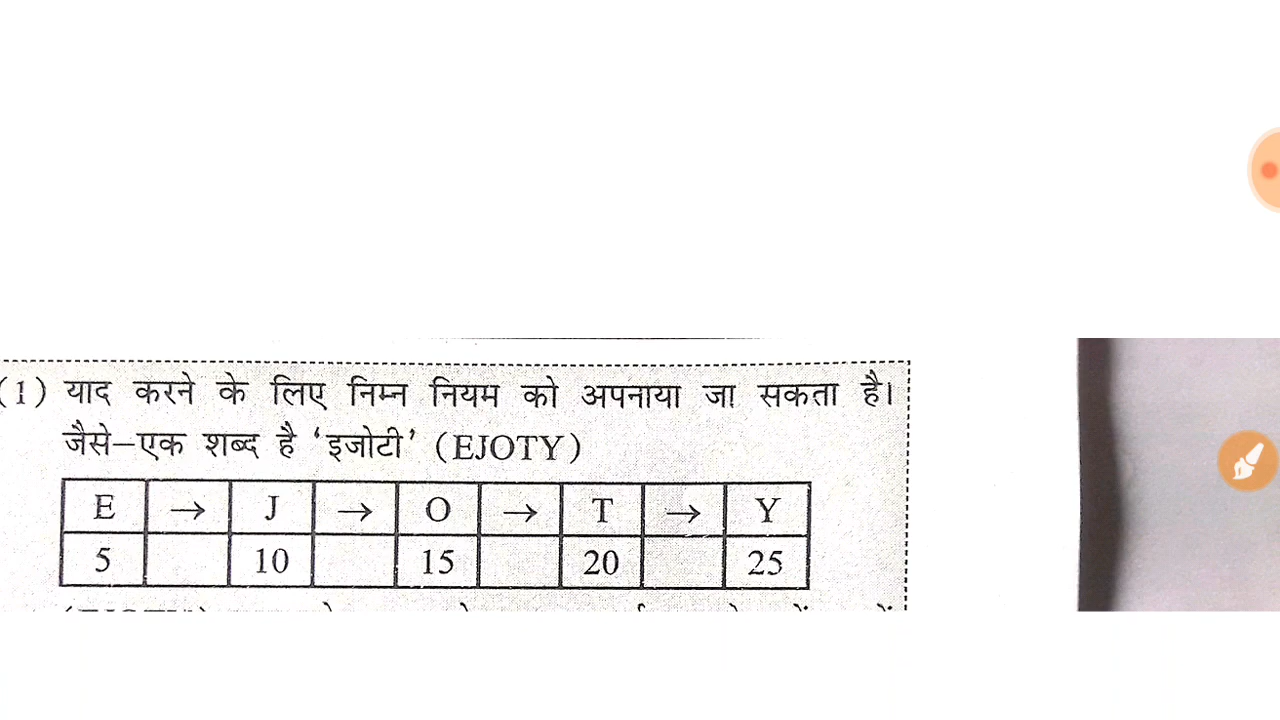 (1) याद करने के लिए निम्न नियम को अपनाया जा सकता है।
जैसे–एक शब्द है ‘इजोटी’ (EJOTY)
E → J → O → T → Y
5 10 15 20 25